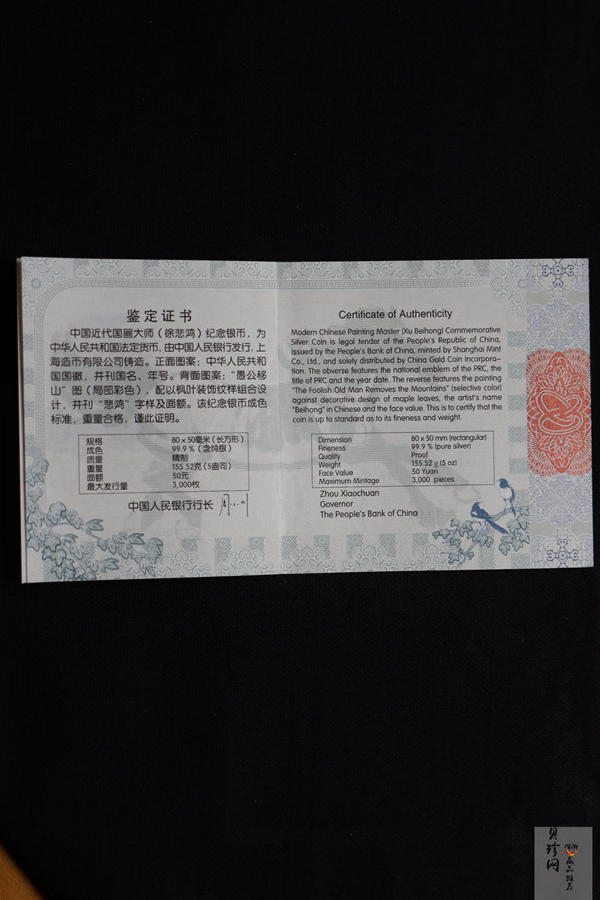 鉴定证书
中国近代国画大师（徐悲鸿）纪念银币，为
中华人民共和国法定货币，由中国人民银行发行，上
海造币有限公司铸造。正面图案：中华人民共和
国国徽，并刊国名、年号。背面图案：“愚公移
山”图（局部彩色），配以枫叶装饰纹样组合设
计，并刊“悲鸿”字样及面额。该纪念银币成色
标准，重量合格，谨此证明。
规格 80 x 50毫米（长方形）
成色 99.9%（含纯银）
质量 精制
重量 155.52克（5盎司）
面额 50元
最大发行量 3,000枚
中国人民银行行长
Certificate of Authenticity
Modern Chinese Painting Master (Xu Beihong) Commemorative
Silver Coin is legal tender of the People's Republic of China,
issued by the People's Bank of China, minted by Shanghai Mint
Co., Ltd., and solely distributed by China Gold Coin Incorpora-
tion. The obverse features the national emblem of the PRC, the
title of PRC and the year date. The reverse features the painting
"The Foolish Old Man Removes the Mountains" (selective color)
against decorative design of maple leaves, the artist's name
"Beihong" in Chinese and the face value. This is to certify that the
coin is up to standard as to its fineness and weight.
Dimension 80 x 50 mm (rectangular)
Fineness 99.9% (pure silver)
Quality Proof
Weight 155.52 g (5 oz)
Face Value 50 Yuan
Maximum Mintage 3,000 pieces
Zhou Xiaochuan
Governor
The People's Bank of China
贝珍网